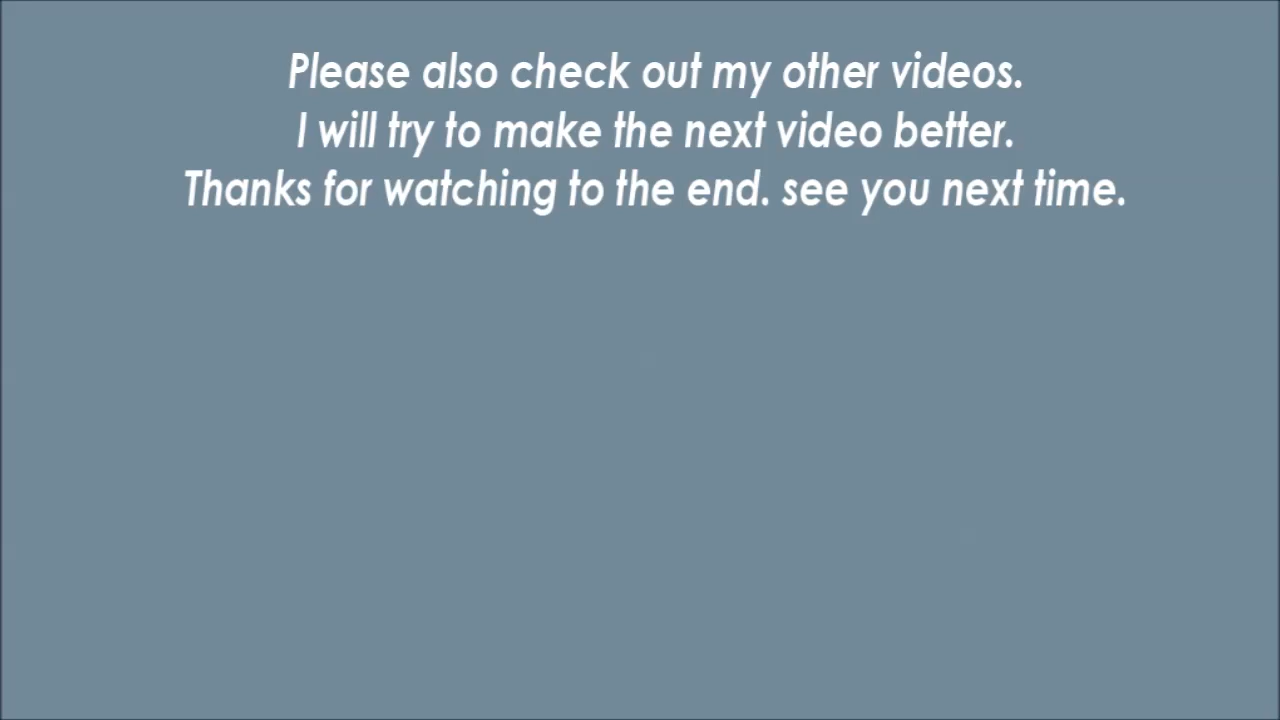 Please also check out my other videos.
I will try to make the next video better.
Thanks for watching to the end. see you next time.